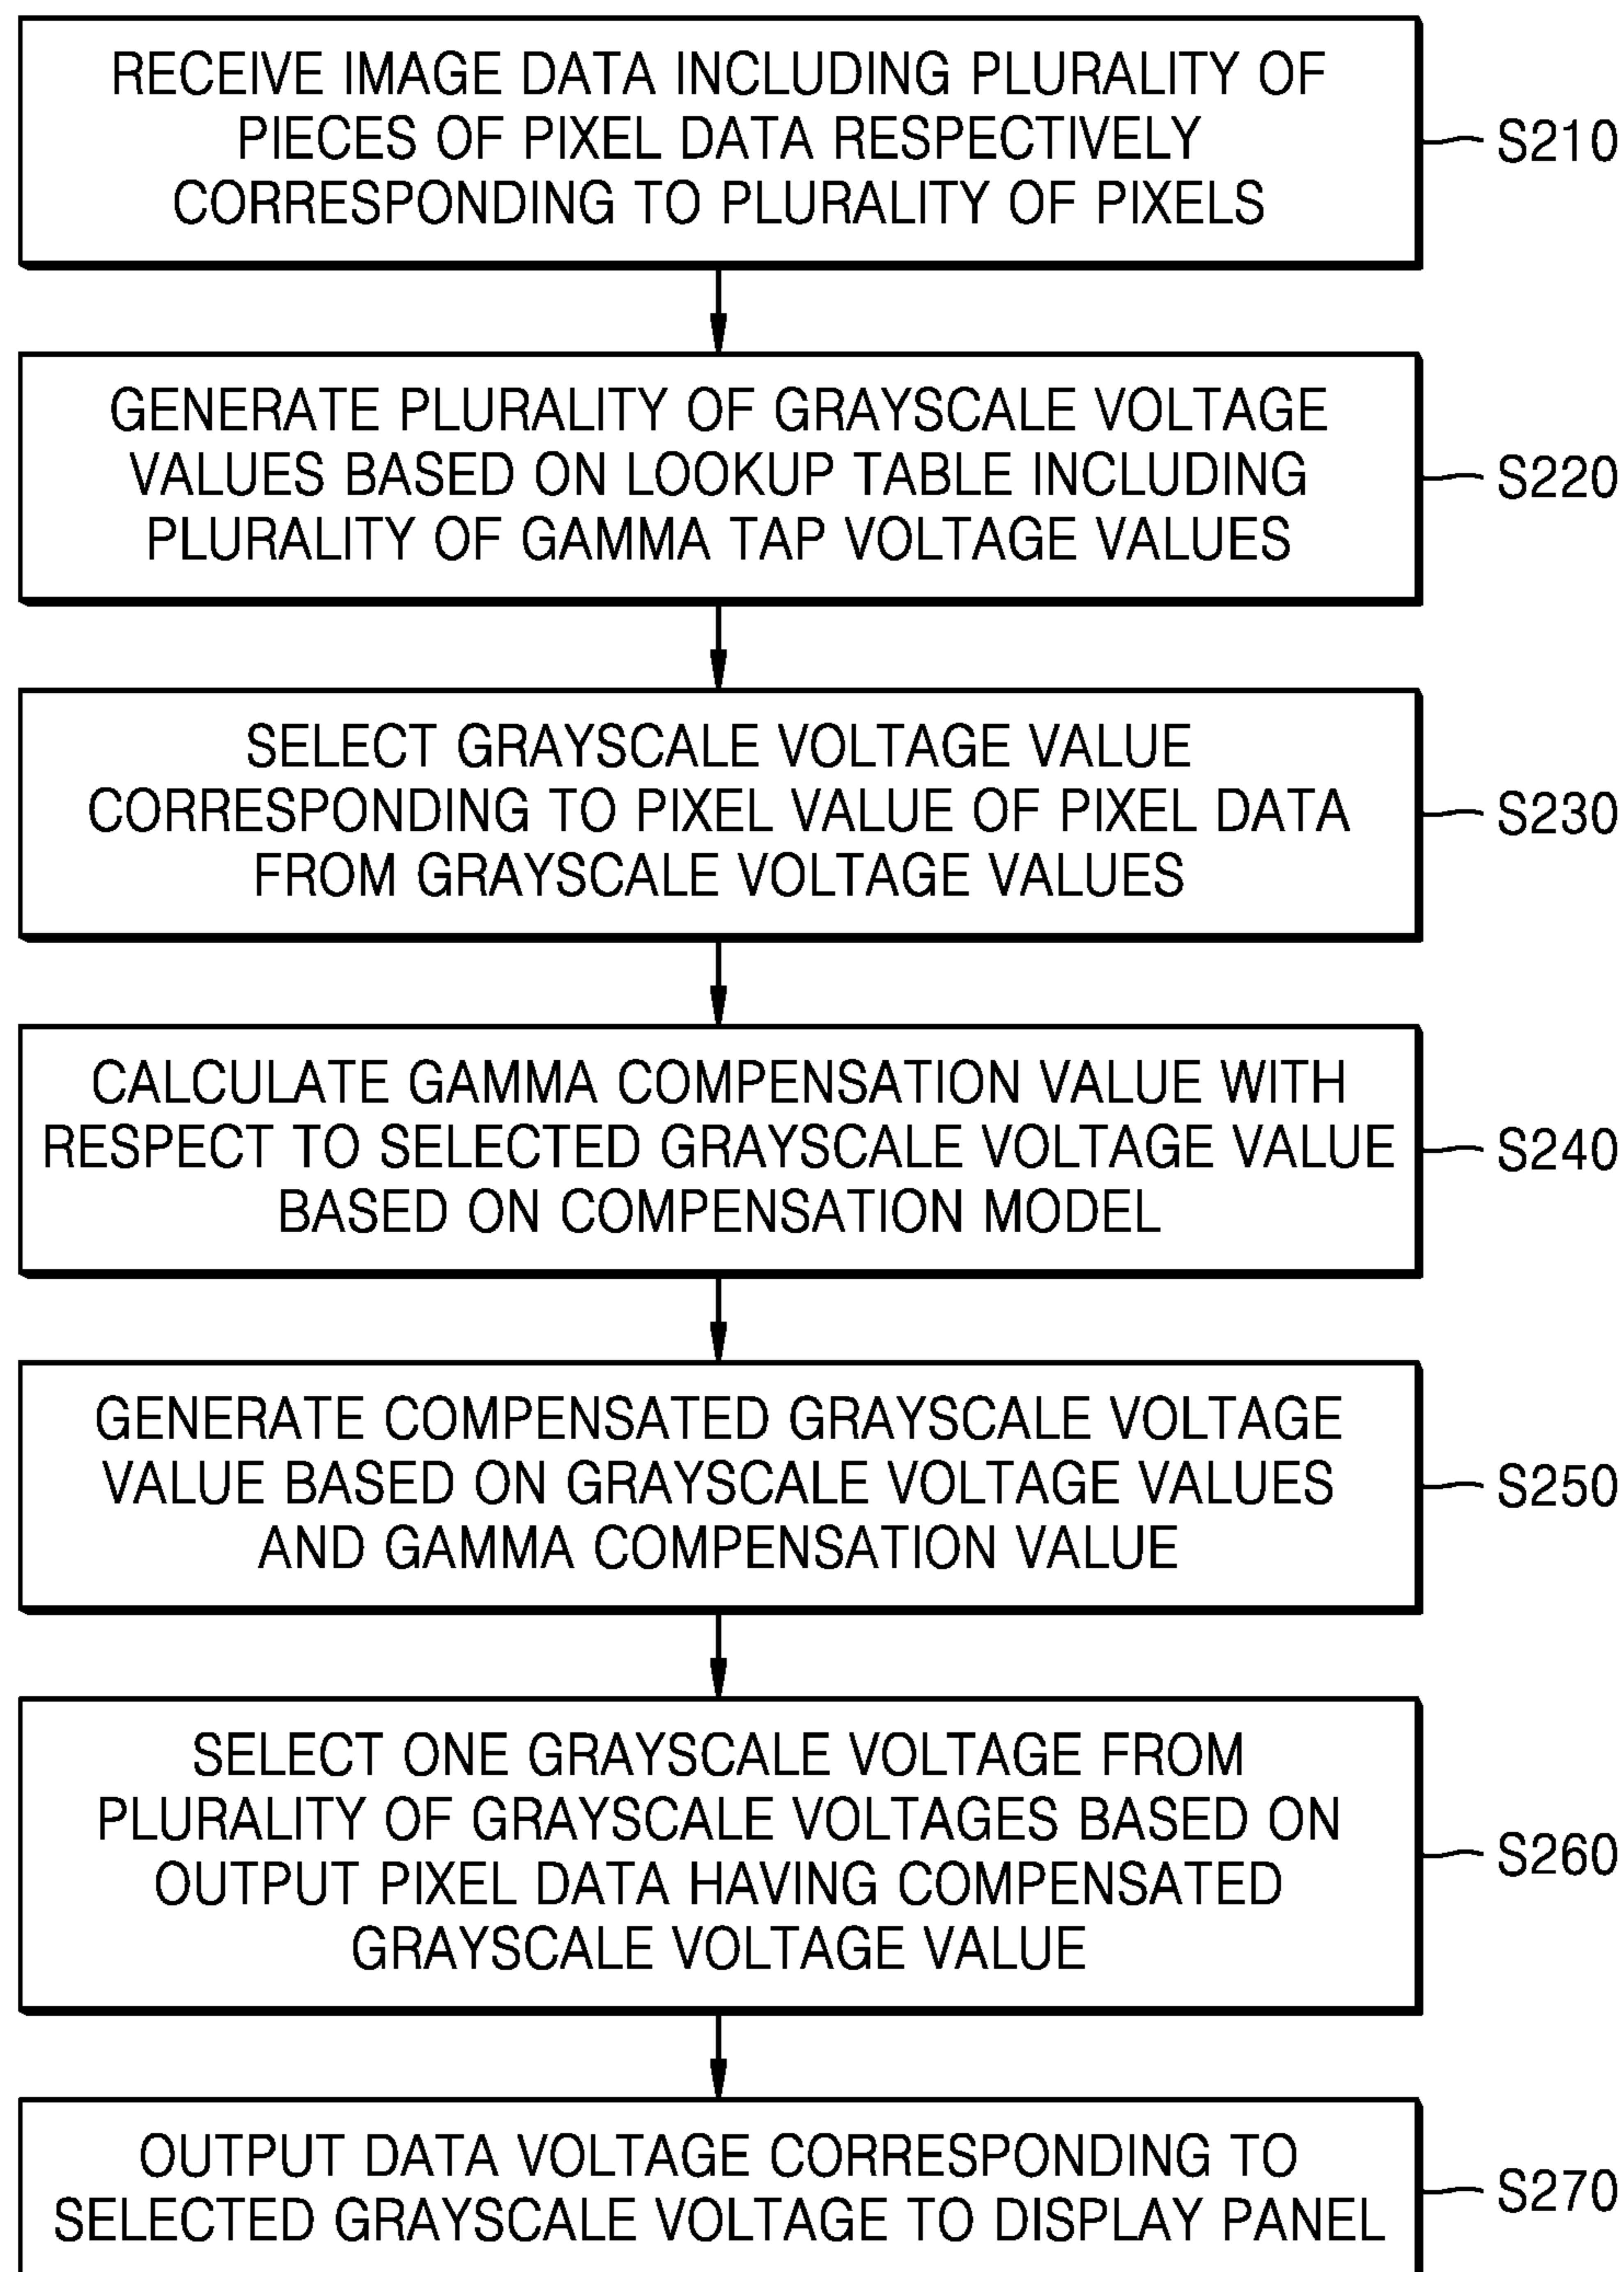 RECEIVE IMAGE DATA INCLUDING PLURALITY OF
PIECES OF PIXEL DATA RESPECTIVELY
CORRESPONDING TO PLURALITY OF PIXELS
S210
GENERATE PLURALITY OF GRAYSCALE VOLTAGE
VALUES BASED ON LOOKUP TABLE INCLUDING
PLURALITY OF GAMMA TAP VOLTAGE VALUES
S220
SELECT GRAYSCALE VOLTAGE VALUE
CORRESPONDING TO PIXEL VALUE OF PIXEL DATA
FROM GRAYSCALE VOLTAGE VALUES
S230
CALCULATE GAMMA COMPENSATION VALUE WITH
RESPECT TO SELECTED GRAYSCALE VOLTAGE VALUE
BASED ON COMPENSATION MODEL
S240
GENERATE COMPENSATED GRAYSCALE VOLTAGE
VALUE BASED ON GRAYSCALE VOLTAGE VALUES
AND GAMMA COMPENSATION VALUE
S250
SELECT ONE GRAYSCALE VOLTAGE FROM
PLURALITY OF GRAYSCALE VOLTAGES BASED ON
OUTPUT PIXEL DATA HAVING COMPENSATED
GRAYSCALE VOLTAGE VALUE
S260
OUTPUT DATA VOLTAGE CORRESPONDING TO
SELECTED GRAYSCALE VOLTAGE TO DISPLAY PANEL
S270